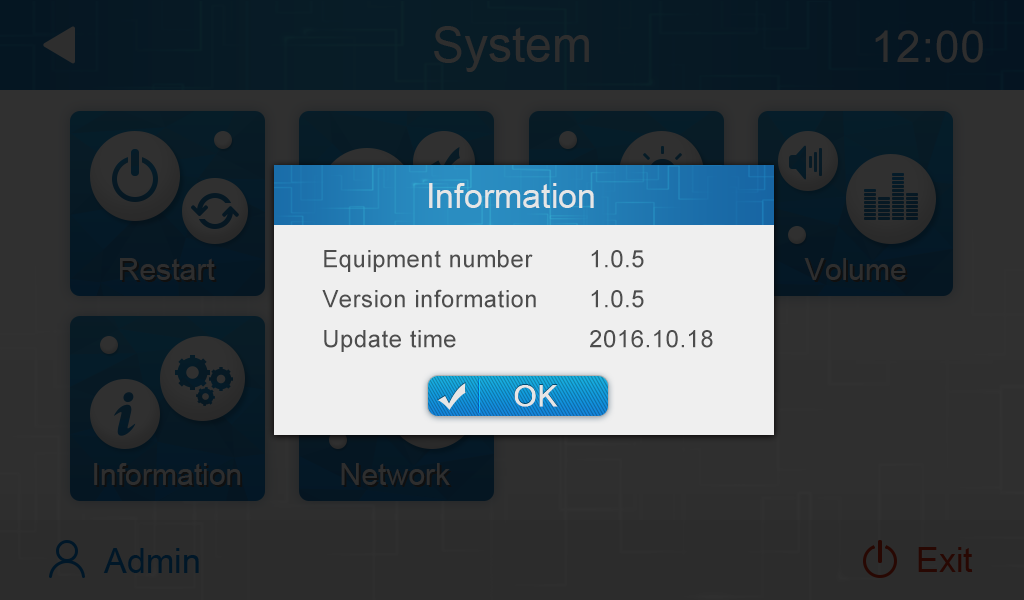 System
12:00
Restart
Volume
Information
Equipment number 1.0.5
Version information 1.0.5
Update time 2016.10.18
OK
Information
Network
Admin
Exit